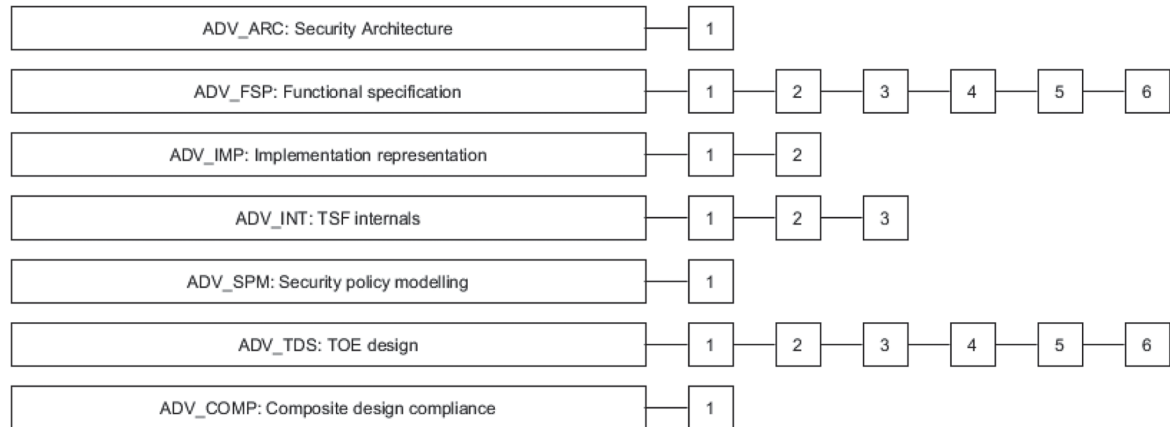 ADV_ARC: Security Architecture 1
ADV_FSP: Functional specification 1 2 3 4 5 6
ADV_IMP: Implementation representation 1 2
ADV_INT: TSF internals 1 2 3
ADV_SPM: Security policy modelling 1
ADV_TDS: TOE design 1 2 3 4 5 6
ADV_COMP: Composite design compliance 1